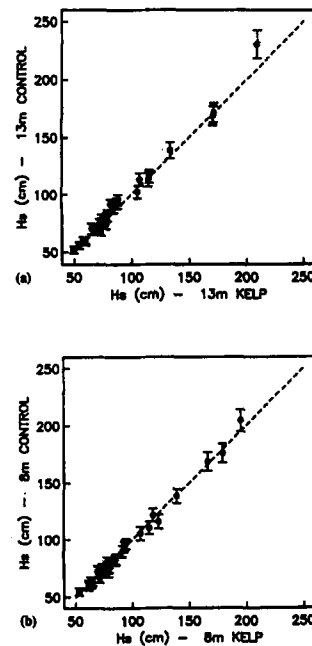 250
200
150
100
50
Hs (cm) – 13m CONTROL
50 100 150 200 250
(a)
Hs (cm) – 13m KELP
250
200
150
100
50
Hs (cm) – 8m CONTROL
50 100 150 200 250
(b)
Hs (cm) – 8m KELP